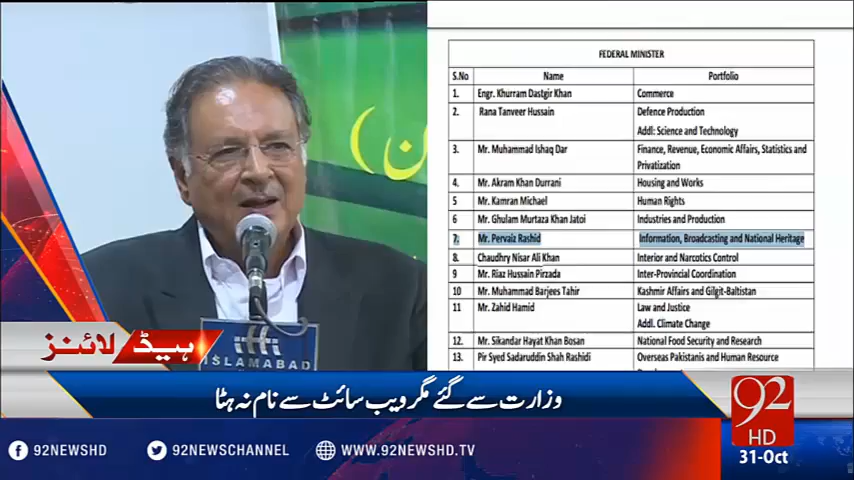 ن)
ISLAMABAD
FEDERAL MINISTER
S.No Name Portfolio
1. Engr. Khurram Dastgir Khan Commerce
2. Rana Tanveer Hussain Defence Production
Addl: Science and Technology
3. Mr. Muhammad Ishaq Dar Finance, Revenue, Economic Affairs, Statistics and
Privatization
4. Mr. Akram Khan Durrani Housing and Works
5 Mr. Kamran Michael Human Rights
6 Mr. Ghulam Murtaza Khan Jatoi Industries and Production
7. Mr. Pervaiz Rashid Information, Broadcasting and National Heritage
8. Chaudhry Nisar Ali Khan Interior and Narcotics Control
9 Mr. Riaz Hussain Pirzada Inter-Provincial Coordination
10 Mr. Muhammad Barjees Tahir Kashmir Affairs and Gilgit-Baltistan
11 Mr. Zahid Hamid Law and Justice
Addl. Climate Change
12. Mr. Sikandar Hayat Khan Bosan National Food Security and Research
13. Pir Syed Sadaruddin Shah Rashidi Overseas Pakistanis and Human Resource
ہیڈ لائنز
وزارت سے گئے مگر ویب سائٹ سے نام نہ ہٹا
92
HD
31-Oct
92NEWSHD 92NEWSCHANNEL WWW.92NEWSHD.TV